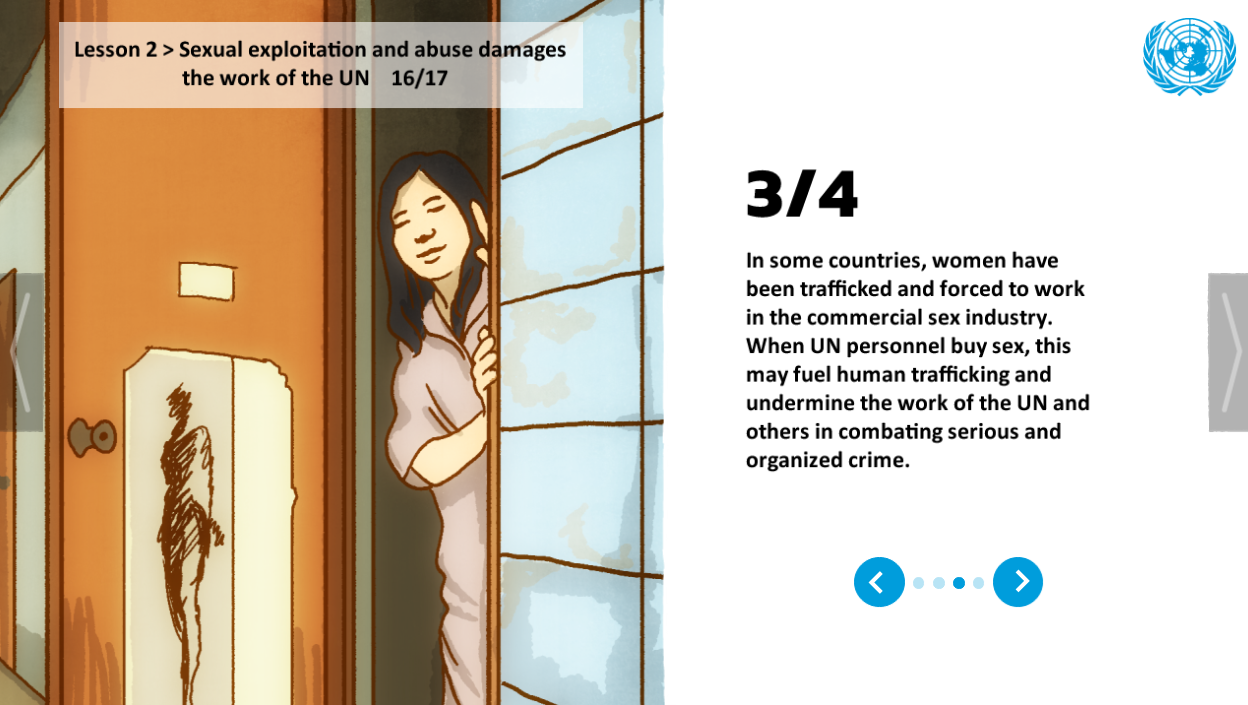 Lesson 2 > Sexual exploitation and abuse damages
the work of the UN 16/17
3/4
In some countries, women have
been trafficked and forced to work
in the commercial sex industry.
When UN personnel buy sex, this
may fuel human trafficking and
undermine the work of the UN and
others in combating serious and
organized crime.